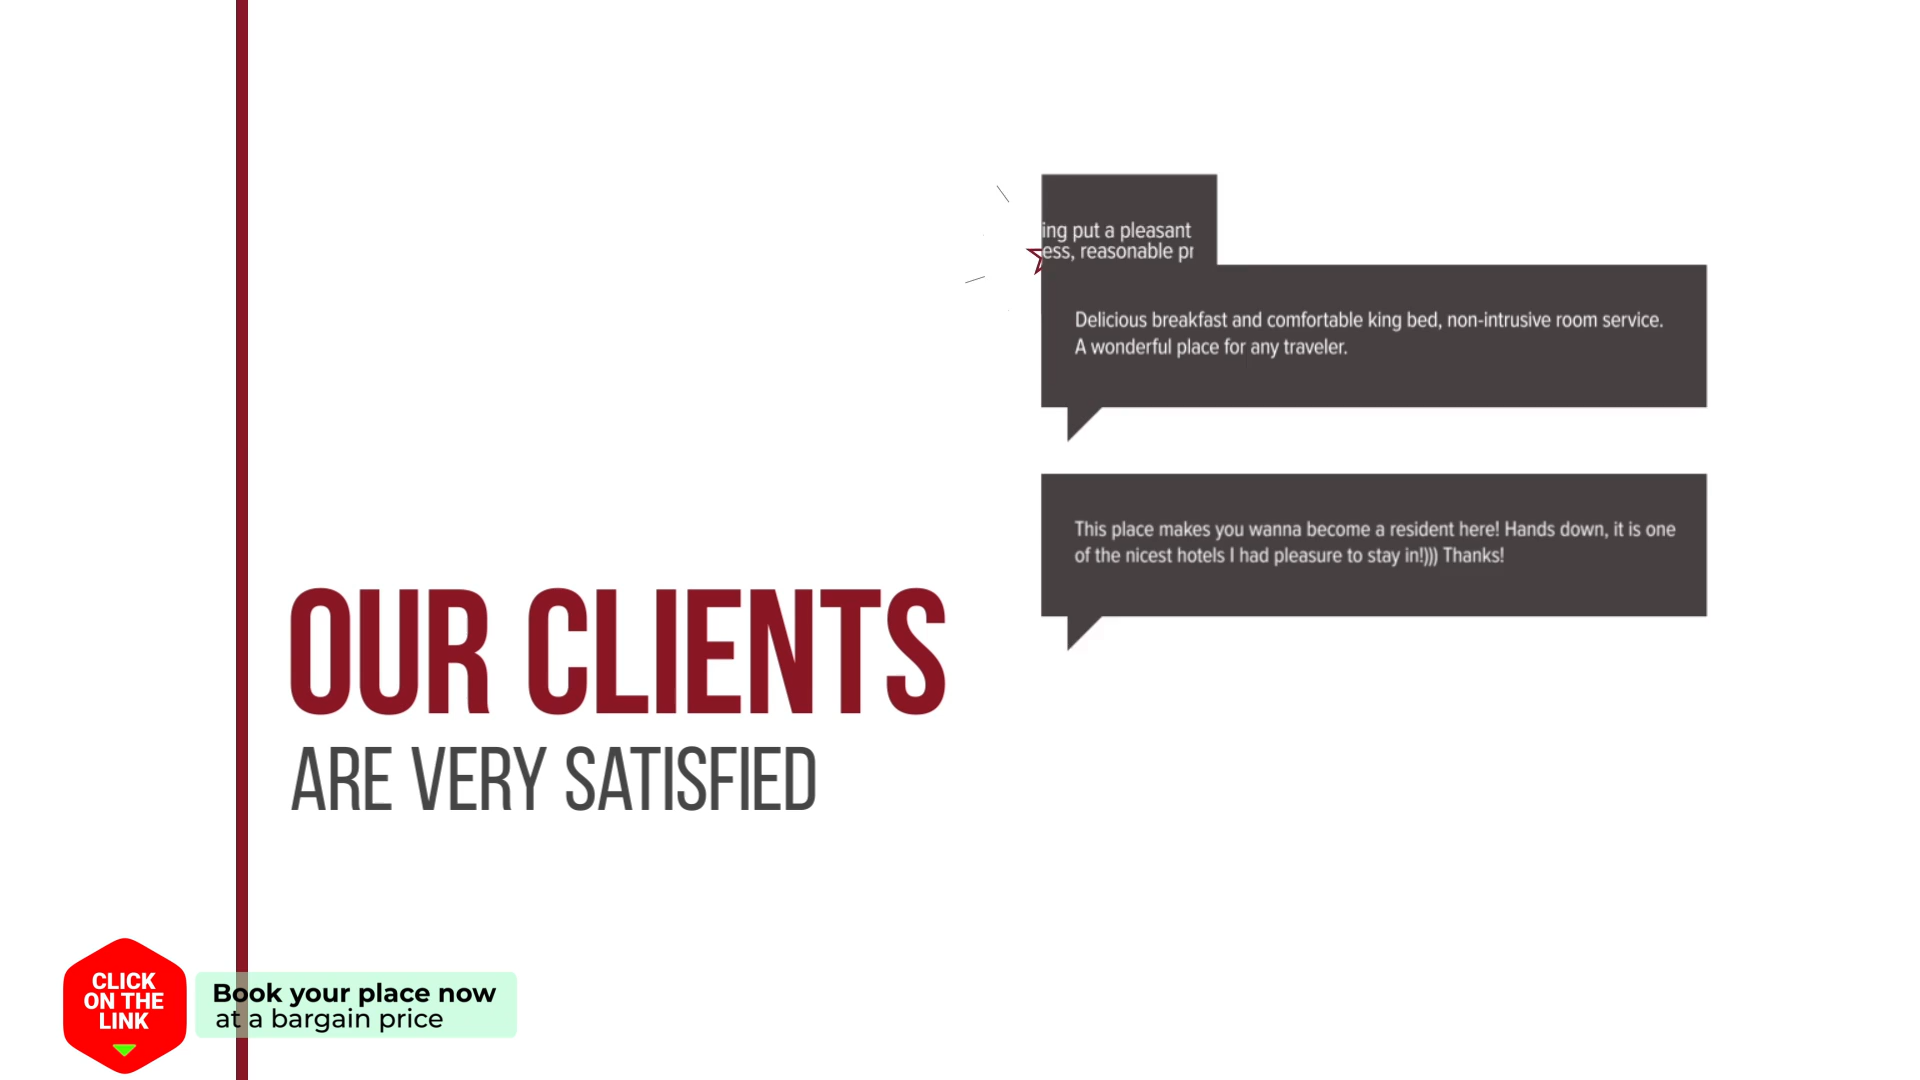 put a pleasant
reasonable
Delicious breakfast and comfortable king bed, non-intrusive room service.
A wonderful place for any traveler.
This place makes you wanna become a resident here! Hands down, it is one
of the nicest hotels I had pleasure to stay in!))) Thanks!
OUR CLIENTS
ARE VERY SATISFIED
CLICK
ON THE
LINK
Book your place now
at a bargain price